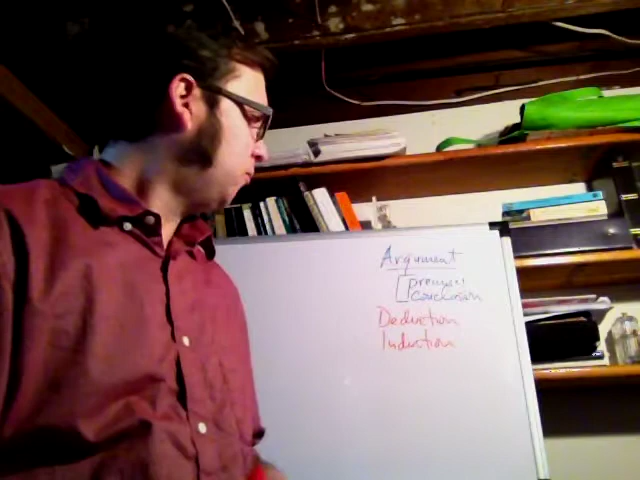 Argument
premises
conclusion
Deduction
Induction